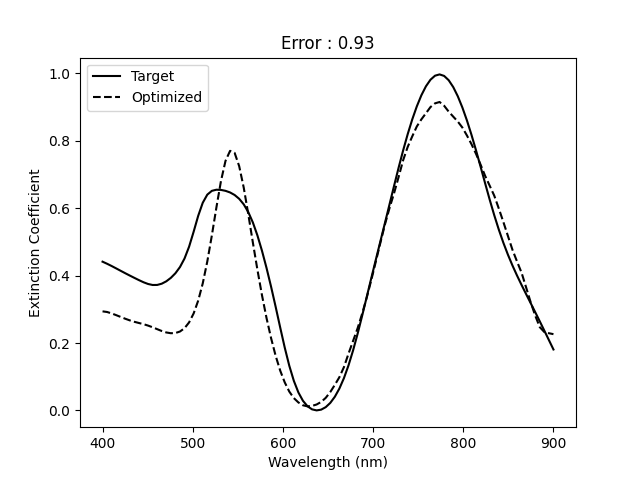 Error : 0.93
Target
Optimized
Extinction Coefficient
1.0
0.8
0.6
0.4
0.2
0.0
400 500 600 700 800 900
Wavelength (nm)